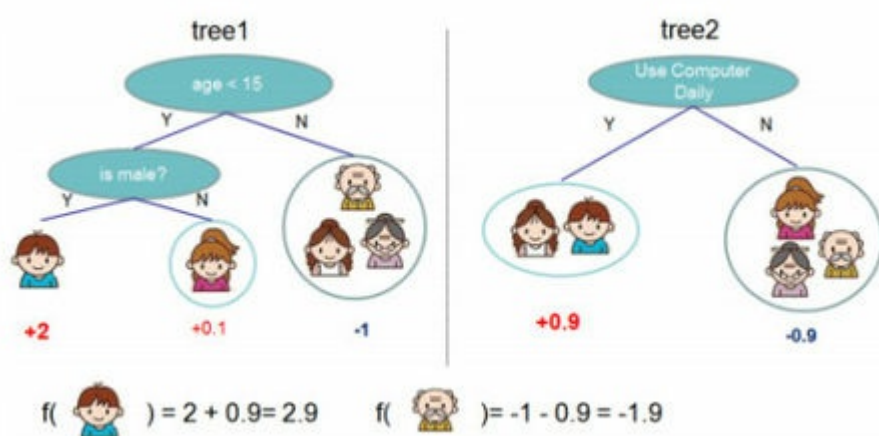 tree1
age < 15
Y
N
is male?
Y
N
+2
+0.1
-1
tree2
Use Computer
Daily
Y
N
+0.9
-0.9
f( ) = 2 + 0.9= 2.9
f( )= -1 - 0.9 = -1.9